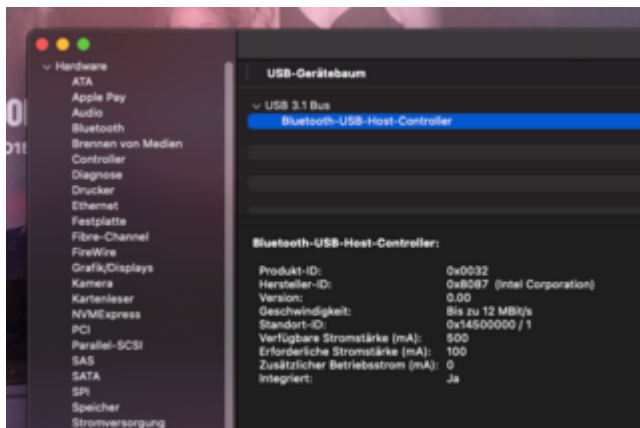 Hardware
ATA
Apple Pay
Audio
Bluetooth
Brennen von Medien
Controller
Diagnose
Drucker
Ethernet
Festplatte
Fibre-Channel
FireWire
Grafik/Displays
Kamera
Kartenleser
NVMExpress
PCI
Parallel-SCSI
SAS
SATA
SPI
Speicher
Stromversorgung
USB-Gerätebaum
USB 3.1 Bus
Bluetooth-USB-Host-Controller
Bluetooth-USB-Host-Controller:
Produkt-ID: 0x0032
Hersteller-ID: 0x8087 (Intel Corporation)
Version: 0.00
Geschwindigkeit: Bis zu 12 MBit/s
Standort-ID: 0x14500000 / 1
Verfügbare Stromstärke (mA): 500
Erforderliche Stromstärke (mA): 100
Zusätzlicher Betriebsstrom (mA): 0
Integriert: Ja